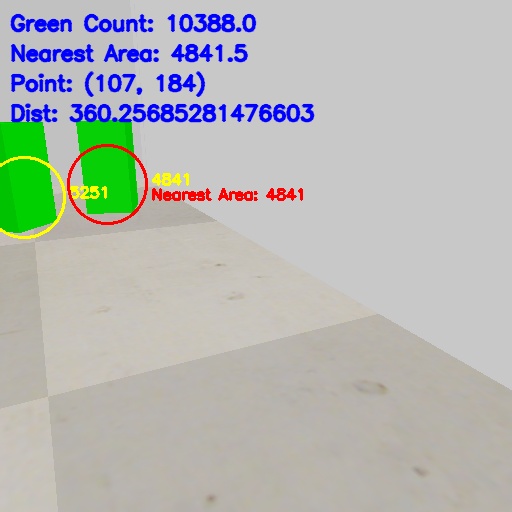 Green Count: 10388.0
Nearest Area: 4841.5
Point: (107, 184)
Dist: 360.25685281476603
4841
5251
Nearest Area: 4841